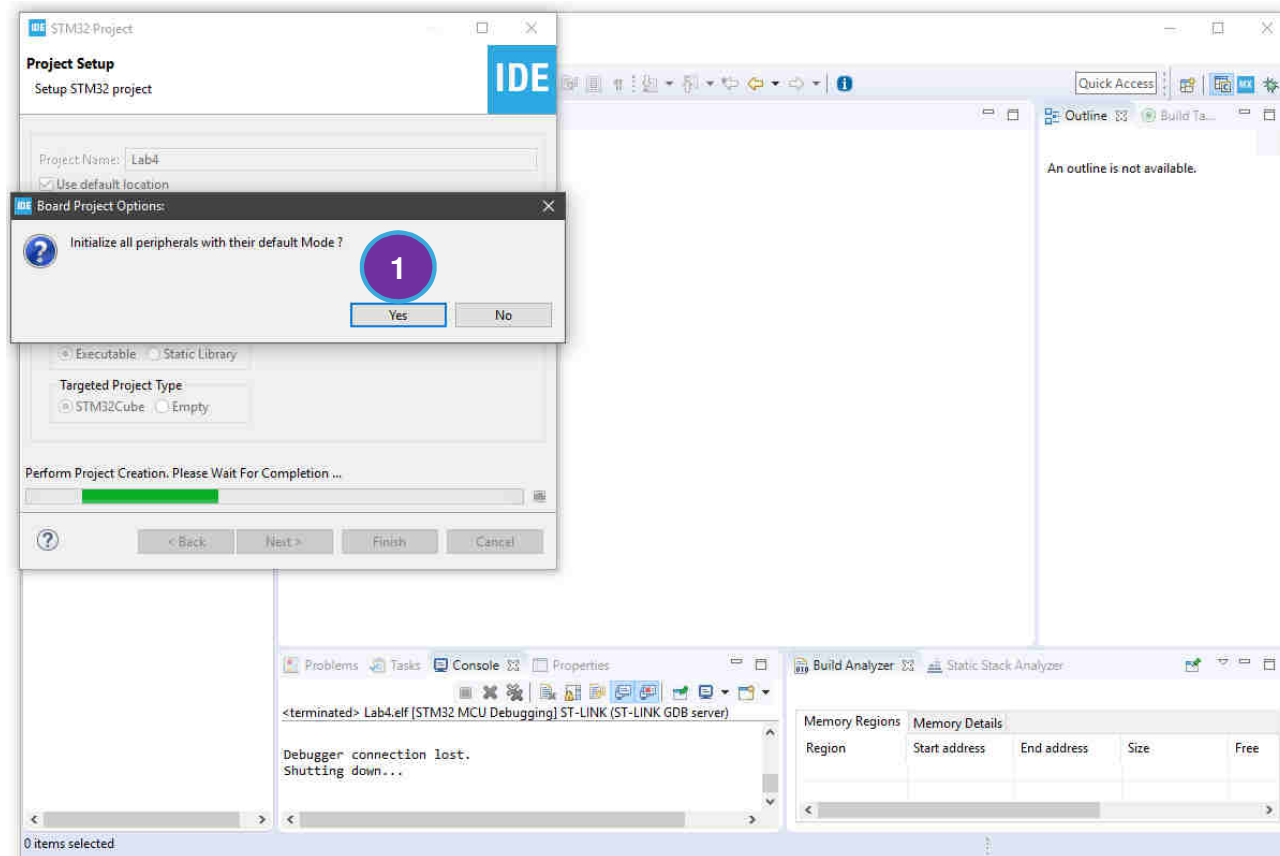 IDE STM32 Project
Project Setup
Setup STM32 project
IDE
Quick Access
MX
Project Name: Lab4
Use default location
Outline Build Ta...
An outline is not available.
IDE Board Project Options:
Initialize all peripherals with their default Mode ?
1
Yes No
Executable Static Library
Targeted Project Type
STM32Cube Empty
Perform Project Creation. Please Wait For Completion ...
< Back Next > Finish Cancel
Problems Tasks Console Properties
<terminated> Lab4.elf [STM32 MCU Debugging] ST-LINK (ST-LINK GDB server)
Debugger connection lost.
Shutting down...
Build Analyzer Static Stack Analyzer
Memory Regions Memory Details
Region Start address End address Size Free
0 items selected